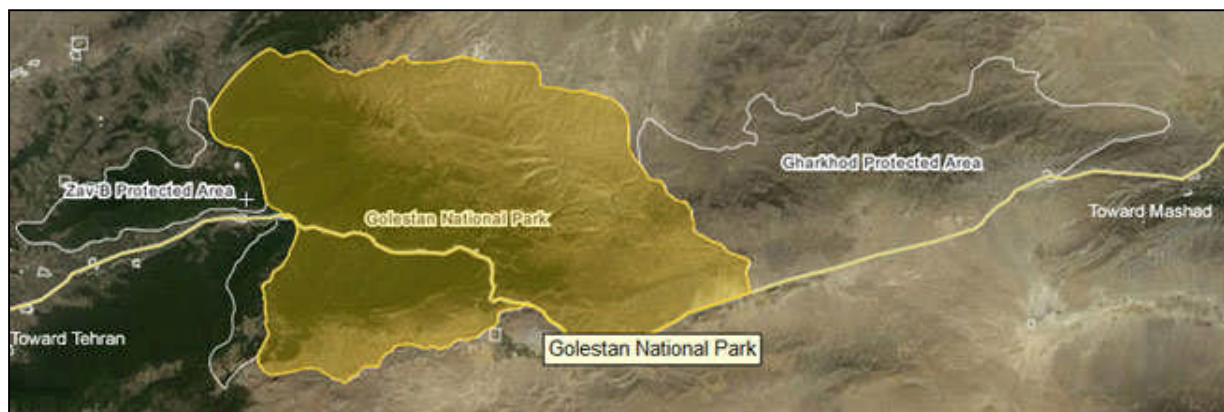 Zav-B Protected Area
Golestan National Park
Gharkhod Protected Area
Toward Mashad
Toward Tehran
Golestan National Park